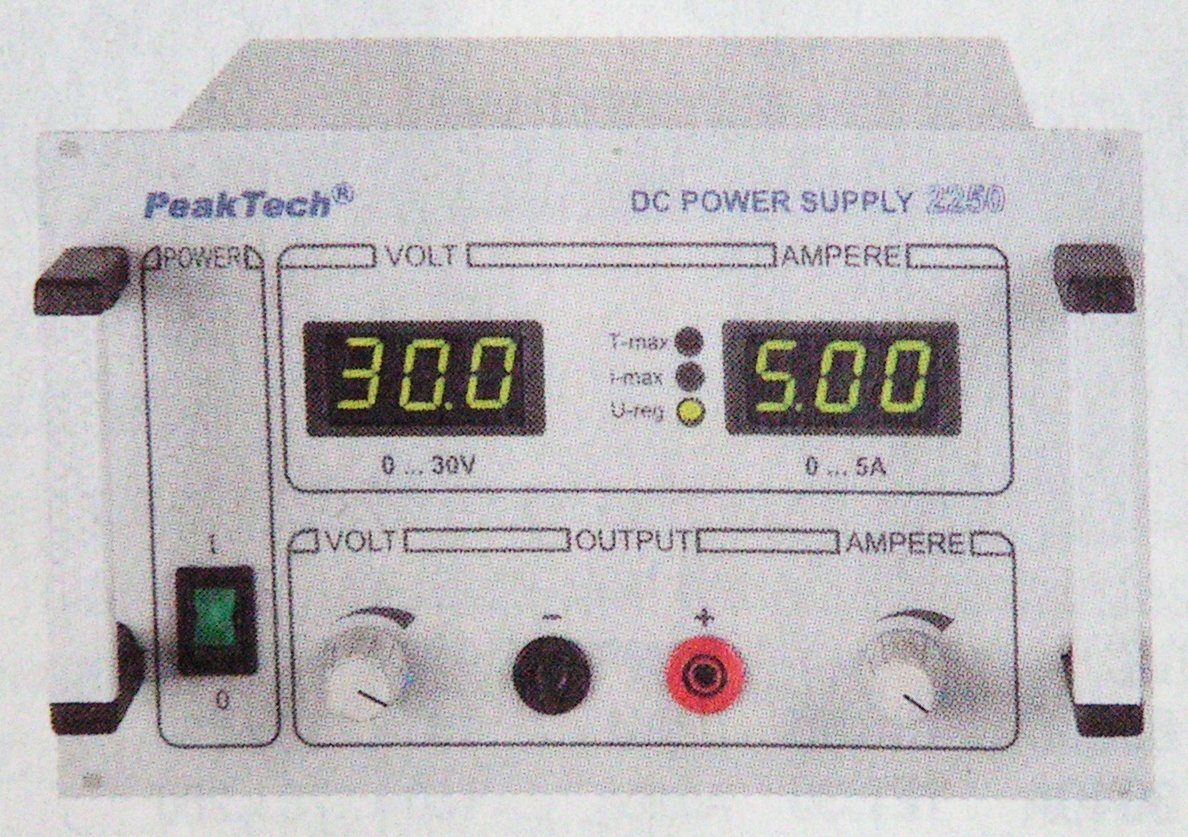 PeakTech®
DC POWER SUPPLY 2250
POWER
VOLT
AMPERE
30.0
T-max
I-max
U-reg
5.00
0 ... 30V
0 ... 5A
I
0
VOLT
OUTPUT
AMPERE
−
+